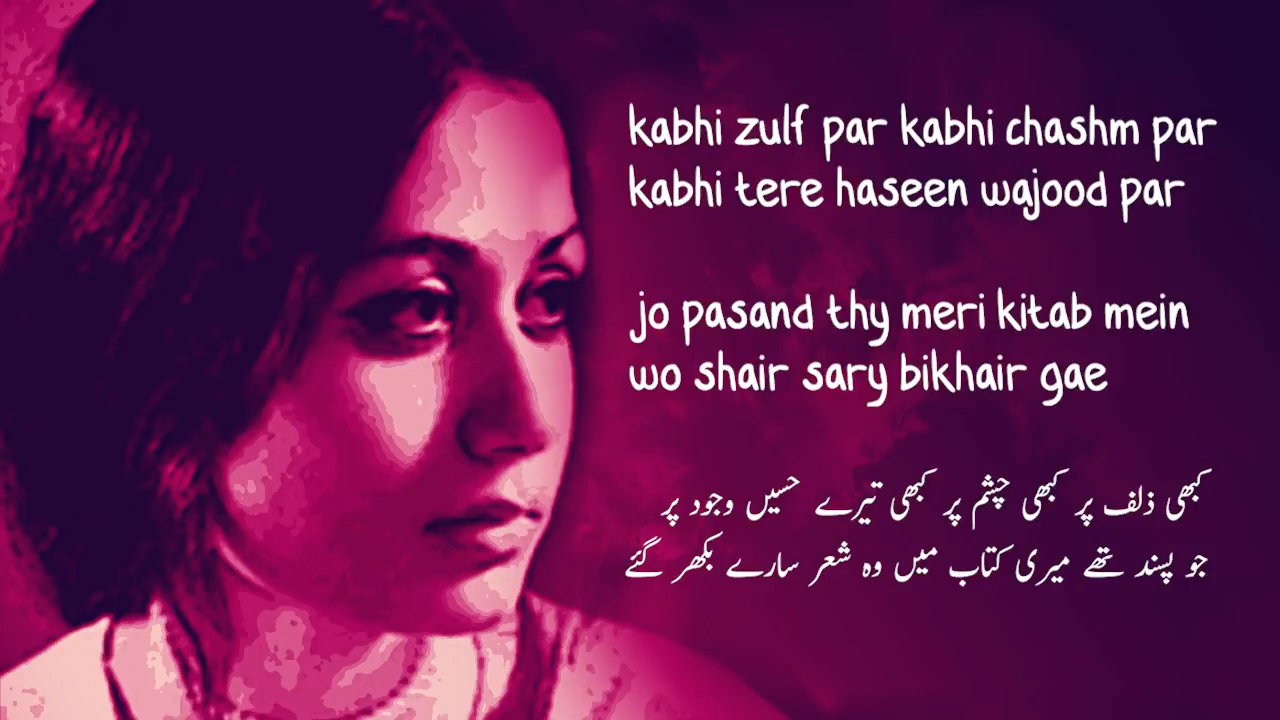 kabhi zulf par kabhi chashm par
kabhi tere haseen wajood par
jo pasand thy meri kitab mein
wo shair sary bikhair gae
کبھی ذلف پر کبھی چشم پر کبھی تیرے حسیں وجود پر
جو پسند تھے میری کتاب میں وہ شعر سارے بکھر گئے